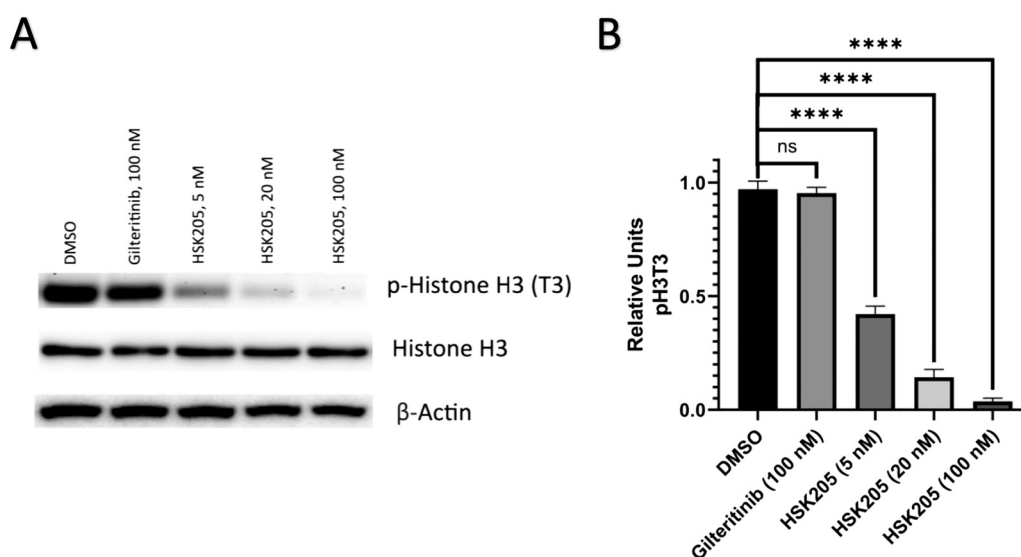 A
DMSO
Gilteritinib, 100 nM
HSK205, 5 nM
HSK205, 20 nM
HSK205, 100 nM
p-Histone H3 (T3)
Histone H3
β-Actin
B
****
****
****
ns
Relative Units
pH3T3
1.0
0.5
0.0
DMSO
Gilteritinib (100 nM)
HSK205 (5 nM)
HSK205 (20 nM)
HSK205 (100 nM)